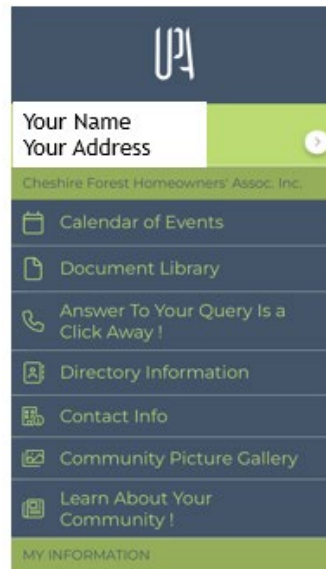 UPA
Your Name
Your Address
Cheshire Forest Homeowners' Assoc. Inc.
Calendar of Events
Document Library
Answer To Your Query Is a
Click Away !
Directory Information
Contact Info
Community Picture Gallery
Learn About Your
Community !
MY INFORMATION